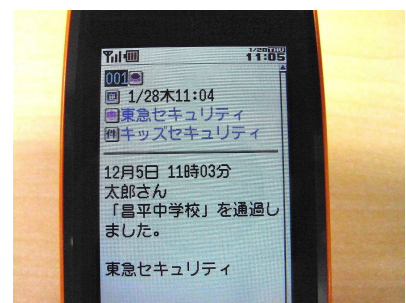 1/28THU
11:05
001
1/28木11:04
東急セキュリティ
件キッズセキュリティ
12月5日 11時03分
太郎さん
「昌平中学校」を通過し
ました。
東急セキュリティ